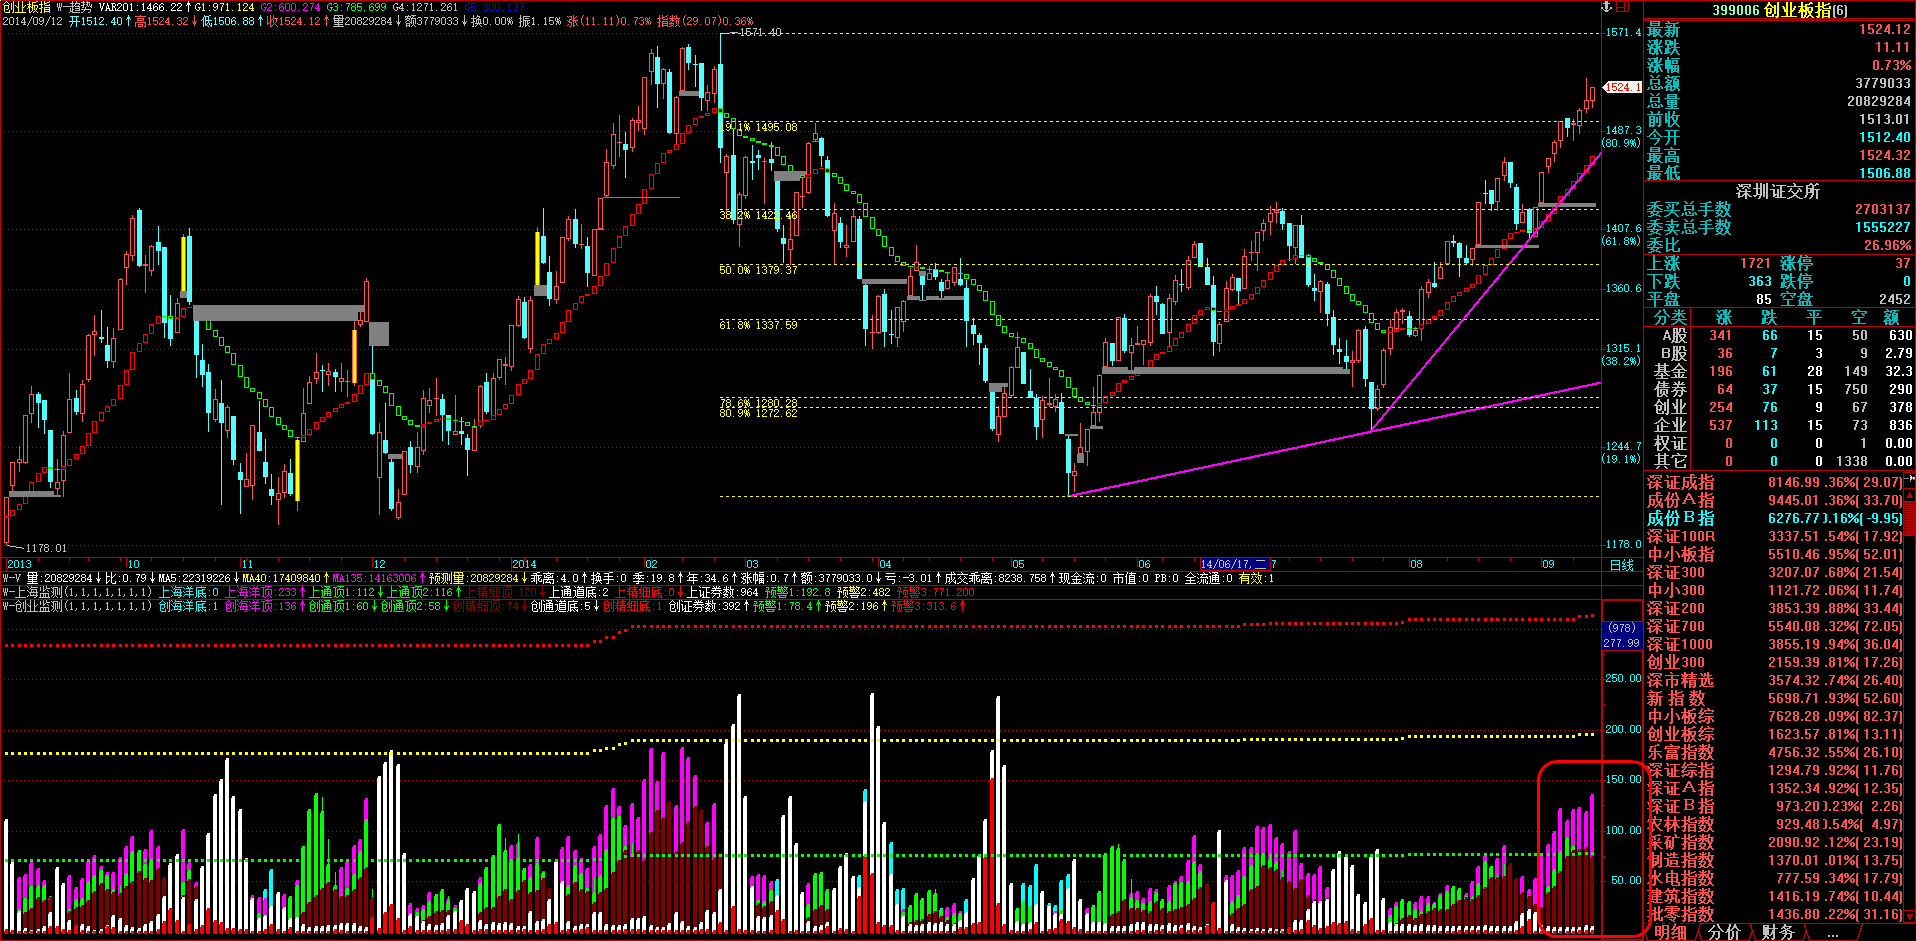 创业板指 W—趋势 VAR201:1466.22↑G1:971.124 G2:600.274 G3:785.699 G4:1271.261 G5:300.137
2014/09/12 开1512.40↑高1524.32↓低1506.88↑收1524.12↑量20829284↓额3779033↓换0.00% 振1.15% 涨(11.11)0.73% 指数(29.07)0.36%
1571.40
19.1% 1495.08
38.2% 1422.46
50.0% 1379.37
61.8% 1337.59
78.6% 1280.28
80.9% 1272.62
1178.01
1571.4
1524.1
1487.3
(80.9%)
1407.6
(61.8%)
1360.6
1315.1
(38.2%)
1244.7
(19.1%)
1178.0
2013 10 11 12 2014 02 03 04 05 06 14/06/17,二 7 08 09 日线
W-V 量:20829284↓比:0.79↓MA5:22319226↓MA40:17409840↑MA135:14163006↑预测量:20829284↓乖离:4.0↑换手:0 季:19.8↑年:34.6↑涨幅:0.7↑额:3779033.0↓亏:-3.01↑成交乖离:8238.758↑现金流:0 市值:0 PB:0 全流通:0 有效:1
W—上海监测(1,1,1,1,1,1,1) 上海洋底:0 上海洋顶:233↑上通顶1:112↓上通顶2:116↑上精细顶:120↓上通道底:2 上精细底:0↓上证券数:964 预警1:192.8 预警2:482 预警3:771.200
W—创业监测(1,1,1,1,1,1,1) 创海洋底:1 创海洋顶:136↑创通顶1:60↓创通顶2:58↓创精细顶:74↓创通道底:5↓创精细底:1 创证券数:392↑预警1:78.4↑预警2:196↑预警3:313.6↑
(978)
277.99
250.00
200.00
150.00
100.00
50.00
399006 创业板指(6)
最新 1524.12
涨跌 11.11
涨幅 0.73%
总额 3779033
总量 20829284
前收 1513.01
今开 1512.40
最高 1524.32
最低 1506.88
深圳证交所
委买总手数 2703137
委卖总手数 1555227
委比 26.96%
上涨 1721 涨停 37
下跌 363 跌停 0
平盘 85 空盘 2452
分类 涨 跌 平 空 额
A股 341 66 15 50 630
B股 36 7 3 9 2.79
基金 196 61 28 149 32.3
债券 64 37 15 750 290
创业 254 76 9 67 378
企业 537 113 15 73 836
权证 0 0 0 1 0.00
其它 0 0 0 1338 0.00
深证成指 8146.99 .36%( 29.07)
成份A指 9445.01 .36%( 33.70)
成份B指 6276.77 ).16%( -9.95)
深证100R 3337.51 .54%( 17.92)
中小板指 5510.46 .95%( 52.01)
深证300 3207.07 .68%( 21.54)
中小300 1121.72 .06%( 11.74)
深证200 3853.39 .88%( 33.44)
深证700 5540.08 .32%( 72.05)
深证1000 3855.19 .94%( 36.04)
创业300 2159.39 .81%( 17.26)
深市精选 3574.32 .74%( 26.40)
新指数 5698.71 .93%( 52.60)
中小板综 7628.28 .09%( 82.37)
创业板综 1623.57 .81%( 13.11)
乐富指数 4756.32 .55%( 26.10)
深证综指 1294.79 .92%( 11.76)
深证A指 1352.34 .92%( 12.35)
深证B指 973.20 ).23%( 2.26)
农林指数 929.48 ).54%( 4.97)
采矿指数 2090.92 .12%( 23.19)
制造指数 1370.01 .01%( 13.75)
水电指数 777.59 .34%( 17.79)
建筑指数 1416.19 .74%( 10.44)
批零指数 1436.80 .22%( 31.16)
明细 分价 财务 ...